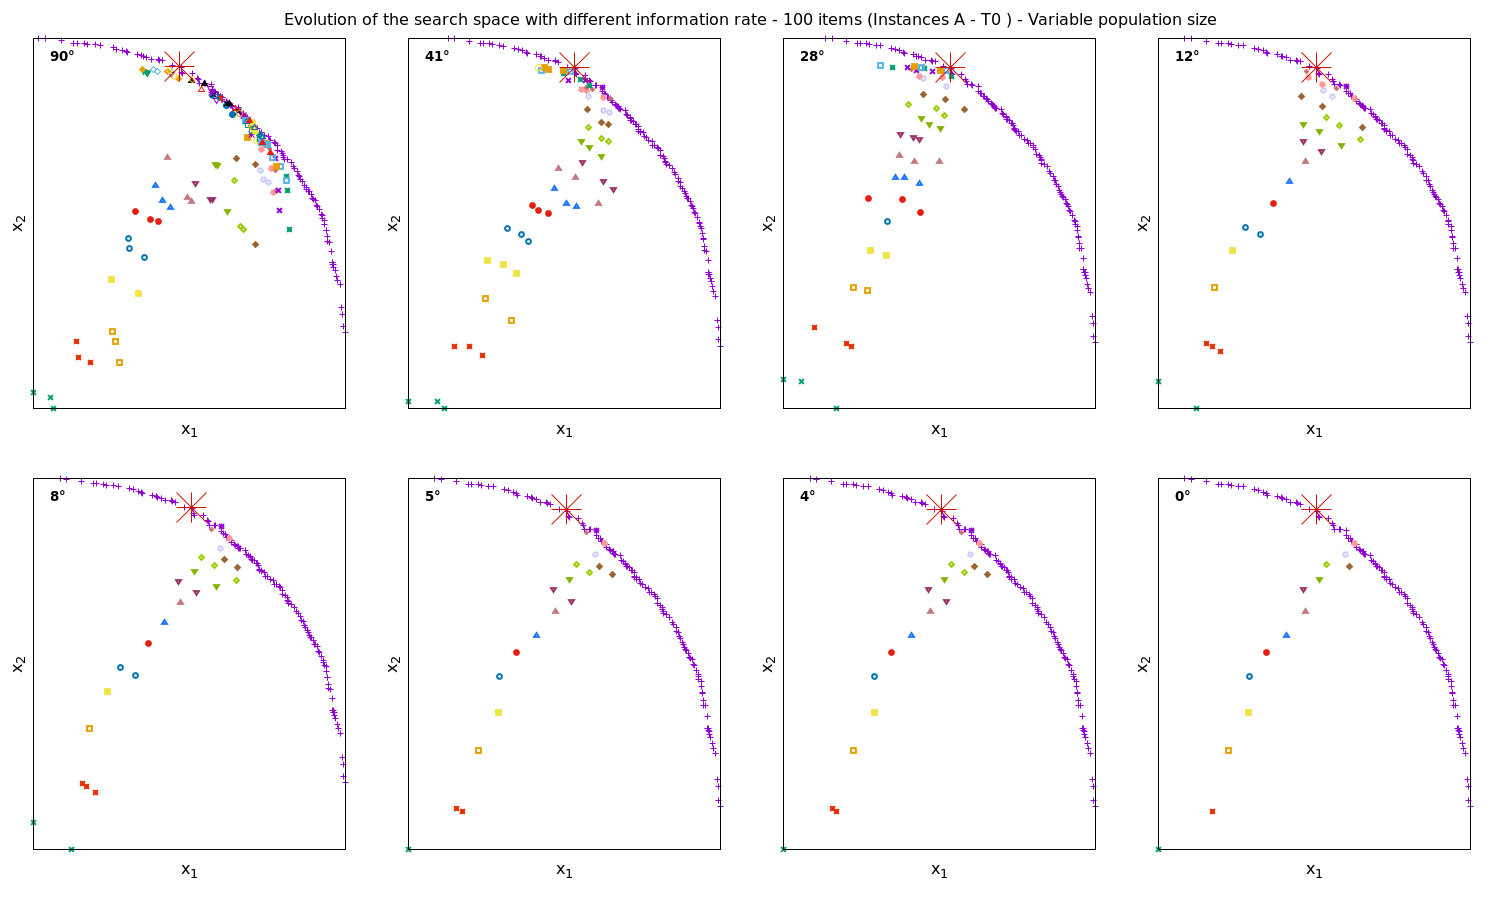 Evolution of the search space with different information rate - 100 items (Instances A - T0 ) - Variable population size
90°
41°
28°
12°
x2
x2
x2
x2
x1
x1
x1
x1
8°
5°
4°
0°
x2
x2
x2
x2
x1
x1
x1
x1